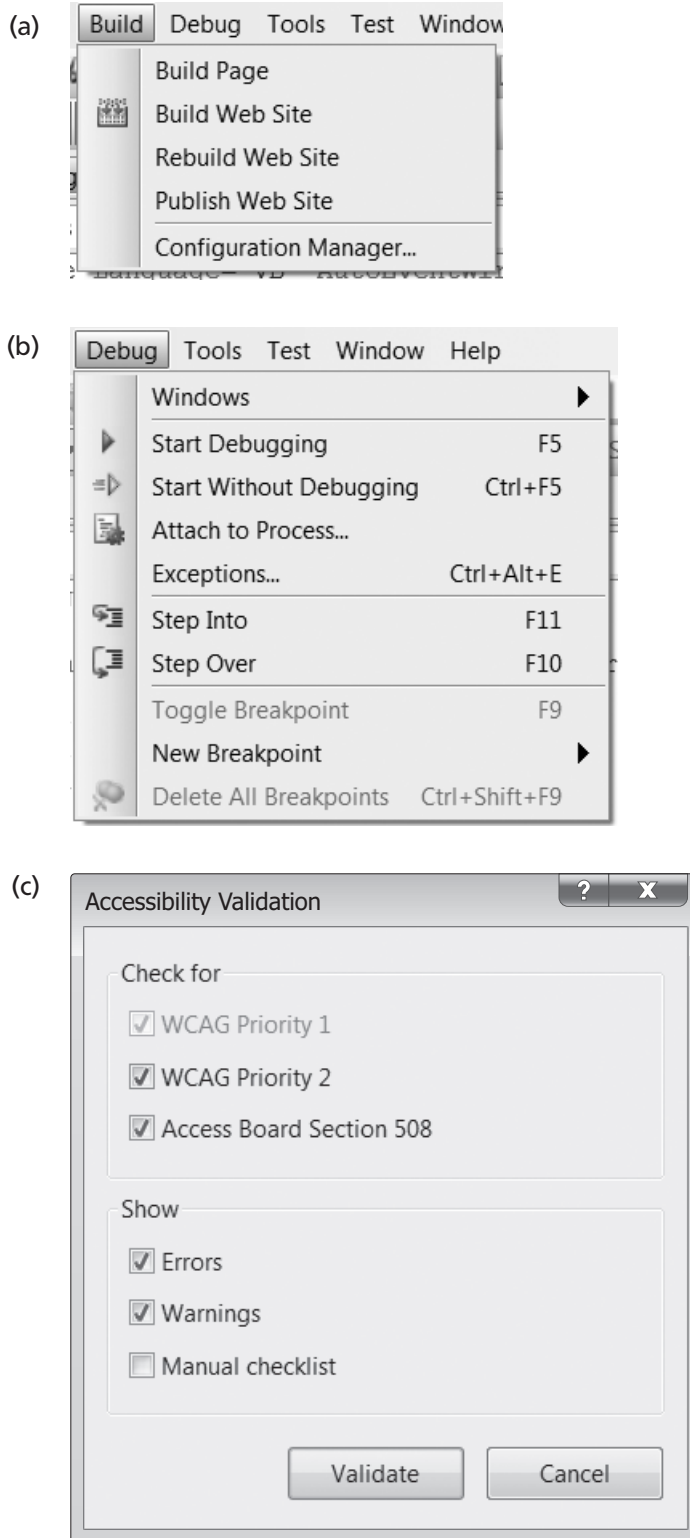 (a)
Build Debug Tools Test Window
Build Page
Build Web Site
Rebuild Web Site
Publish Web Site
Configuration Manager...
(b)
Debug Tools Test Window Help
Windows
Start Debugging F5
Start Without Debugging Ctrl+F5
Attach to Process...
Exceptions... Ctrl+Alt+E
Step Into F11
Step Over F10
Toggle Breakpoint F9
New Breakpoint
Delete All Breakpoints Ctrl+Shift+F9
(c)
Accessibility Validation ? X
Check for
WCAG Priority 1
WCAG Priority 2
Access Board Section 508
Show
Errors
Warnings
Manual checklist
Validate Cancel